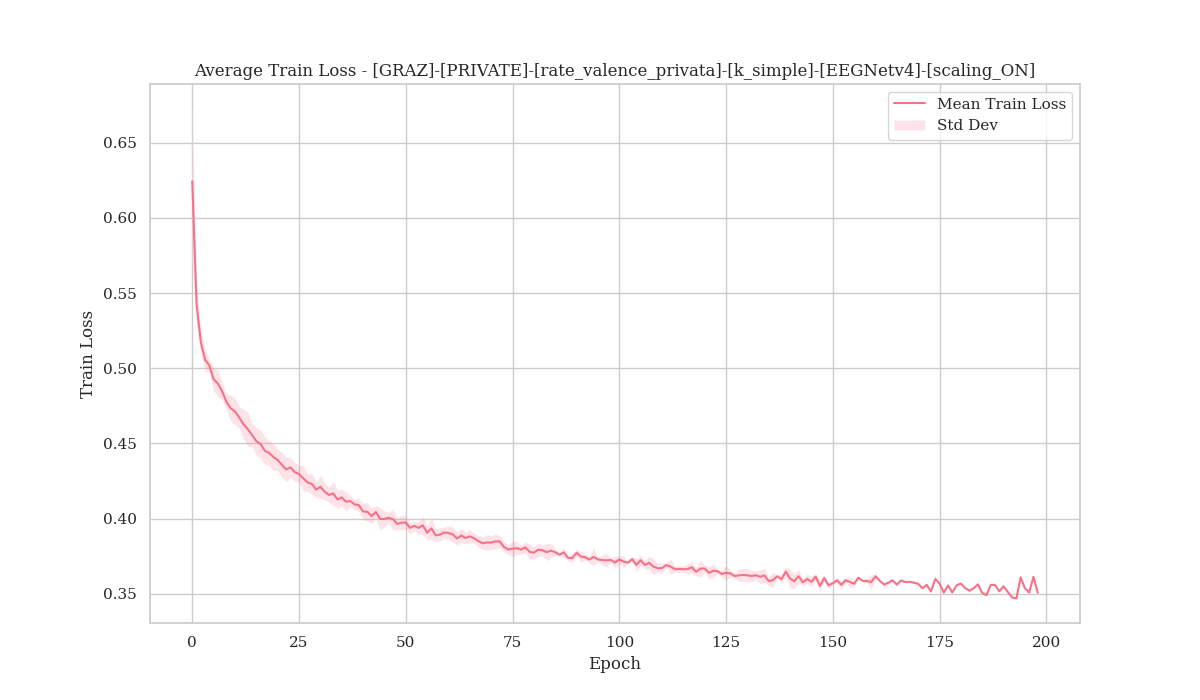 Average Train Loss - [GRAZ]-[PRIVATE]-[rate_valence_privata]-[k_simple]-[EEGNetv4]-[scaling_ON]
Mean Train Loss
Std Dev
0.65
0.60
0.55
0.50
0.45
0.40
0.35
Train Loss
0 25 50 75 100 125 150 175 200
Epoch